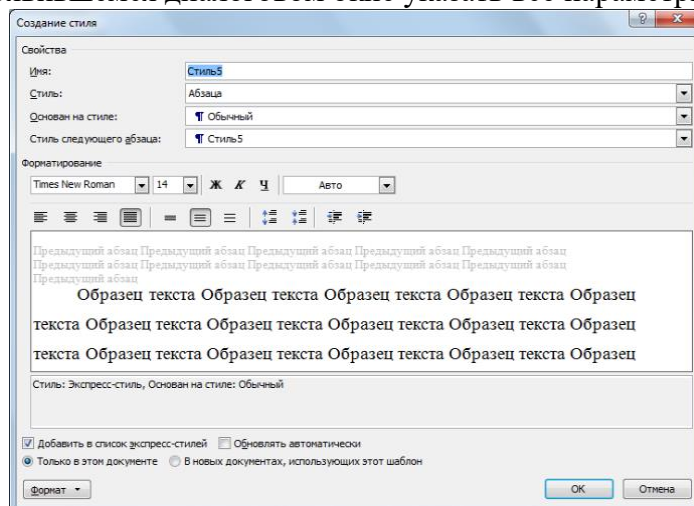 Создание стиля
Свойства
Имя: Стиль5
Стиль: Абзаца
Основан на стиле: ¶ Обычный
Стиль следующего абзаца: ¶ Стиль5
Форматирование
Times New Roman 14 Ж К Ч Авто
Предыдущий абзац Предыдущий абзац Предыдущий абзац Предыдущий абзац Предыдущий абзац
Предыдущий абзац Предыдущий абзац Предыдущий абзац Предыдущий абзац Предыдущий абзац
Предыдущий абзац
Образец текста Образец текста Образец текста Образец текста Образец
текста Образец текста Образец текста Образец текста Образец текста Образец
текста Образец текста Образец текста Образец текста Образец текста Образец
Стиль: Экспресс-стиль, Основан на стиле: Обычный
Добавить в список экспресс-стилей Обновлять автоматически
Только в этом документе В новых документах, использующих этот шаблон
Формат OK Отмена